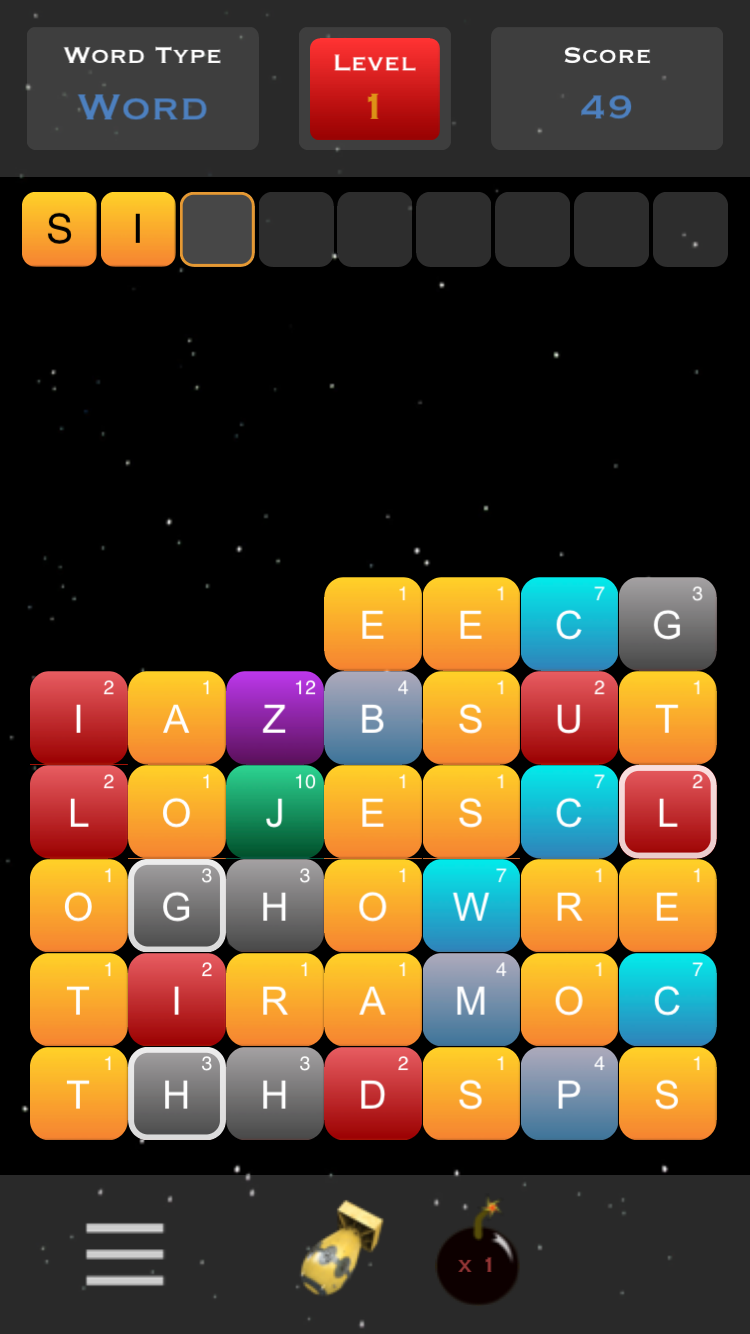 Word Type Level Score
Word 1 49
S I
E 1 E 1 C 7 G 3
I 2 A 1 Z 12 B 4 S 1 U 2 T 1
L 2 O 1 J 10 E 1 S 1 C 7 L 2
O 1 G 3 H 3 O 1 W 7 R 1 E 1
T 1 I 2 R 1 A 1 M 4 O 1 C 7
T 1 H 3 H 3 D 2 S 1 P 4 S 1
x 1